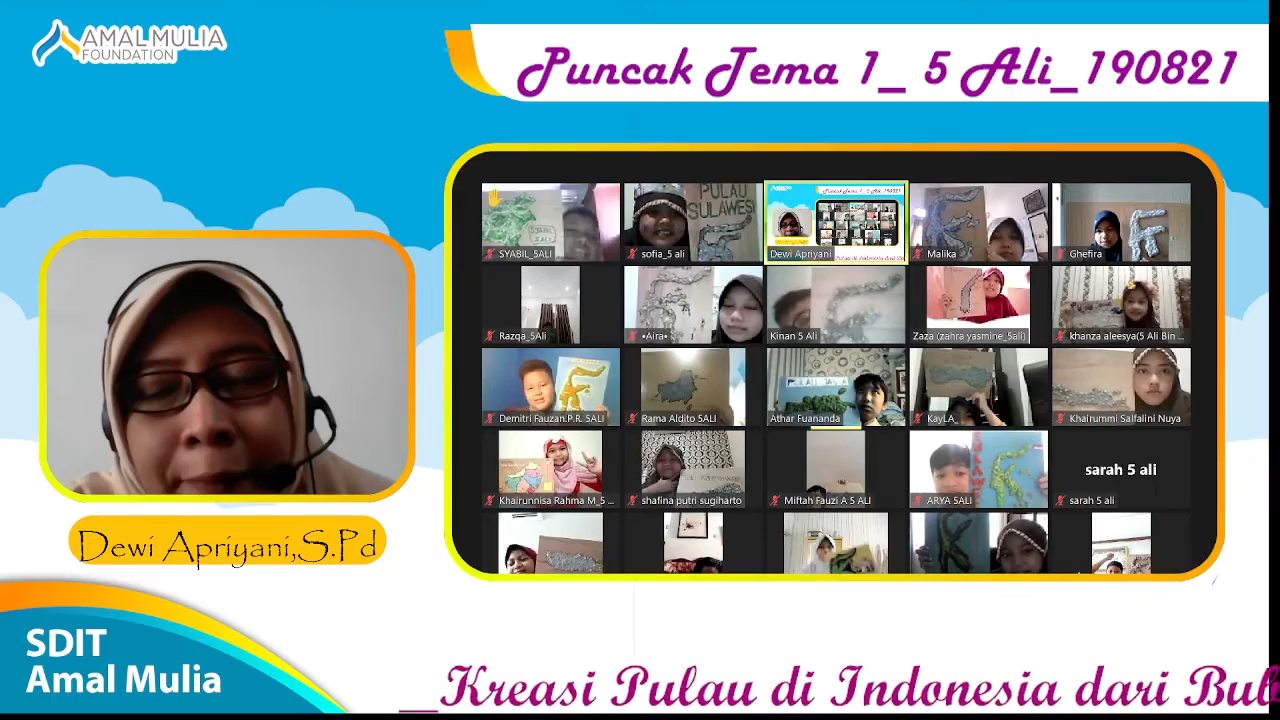 AMAL MULIA
FOUNDATION
Puncak Tema 1_ 5 Ali_190821
SYABIL
5ALI
SYABIL_5ALI
PULAU
SULAWESI
sofia_5 ali
Dewi Apriyani
Malika
Ghefira
Razqa_5Ali
•Aira•
Kinan 5 Ali
Zaza (zahra yasmine_5ali)
khanza aleesya(5 Ali Bin ...
Demitri Fauzan.P.R. 5ALI
Rama Aldito 5ALI
Athar Fuananda
KayLA_
Khairunmi Salfalini Nuya
Khairunnisa Rahma M_5 ...
shafina putri sugiharto
Miftah Fauzi A 5 ALI
ARYA 5ALI
sarah 5 ali
sarah 5 ali
Dewi Apriyani,S.Pd
SDIT
Amal Mulia
_Kreasi Pulau di Indonesia dari Bub